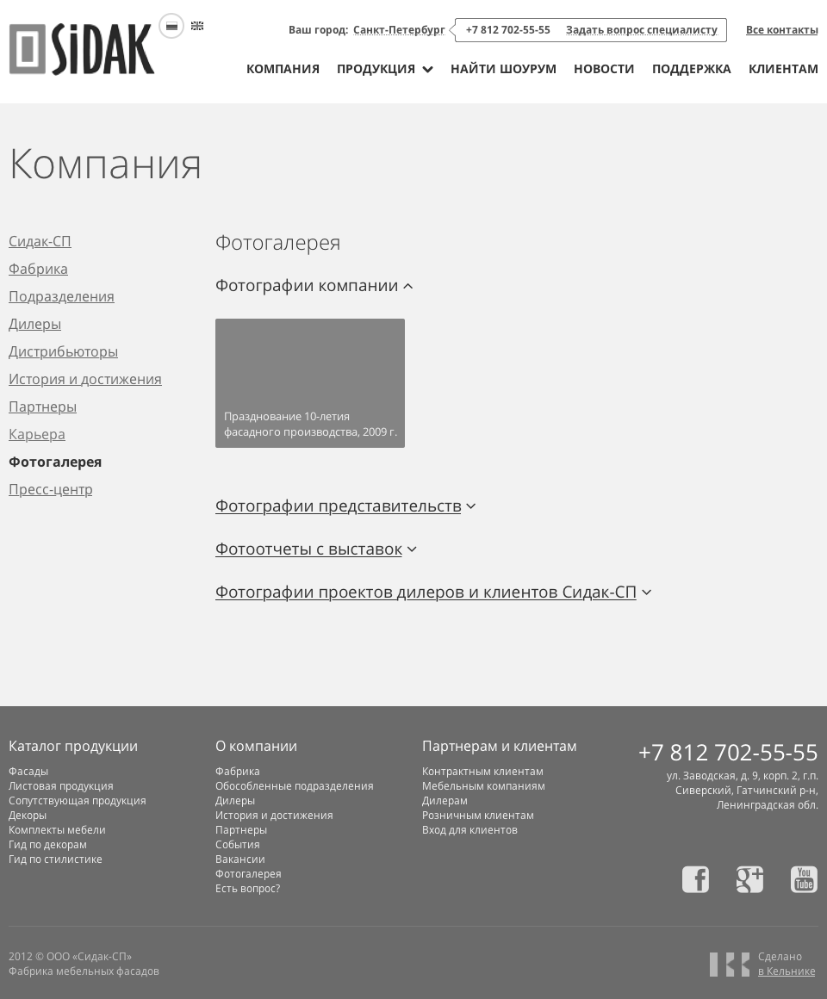 SiDAK
Ваш город: Санкт-Петербург
+7 812 702-55-55 Задать вопрос специалисту
Все контакты
КОМПАНИЯ ПРОДУКЦИЯ НАЙТИ ШОУРУМ НОВОСТИ ПОДДЕРЖКА КЛИЕНТАМ
Компания
Сидак-СП
Фабрика
Подразделения
Дилеры
Дистрибьюторы
История и достижения
Партнеры
Карьера
Фотогалерея
Пресс-центр
Фотогалерея
Фотографии компании
Празднование 10-летия
фасадного производства, 2009 г.
Фотографии представительств
Фотоотчеты с выставок
Фотографии проектов дилеров и клиентов Сидак-СП
Каталог продукции
Фасады
Листовая продукция
Сопутствующая продукция
Декоры
Комплекты мебели
Гид по декорам
Гид по стилистике
О компании
Фабрика
Обособленные подразделения
Дилеры
История и достижения
Партнеры
События
Вакансии
Фотогалерея
Есть вопрос?
Партнерам и клиентам
Контрактным клиентам
Мебельным компаниям
Дилерам
Розничным клиентам
Вход для клиентов
+7 812 702-55-55
ул. Заводская, д. 9, корп. 2, г.п.
Сиверский, Гатчинский р-н,
Ленинградская обл.
You
Tube
2012 © ООО «Сидак-СП»
Фабрика мебельных фасадов
Сделано
в Кельнике